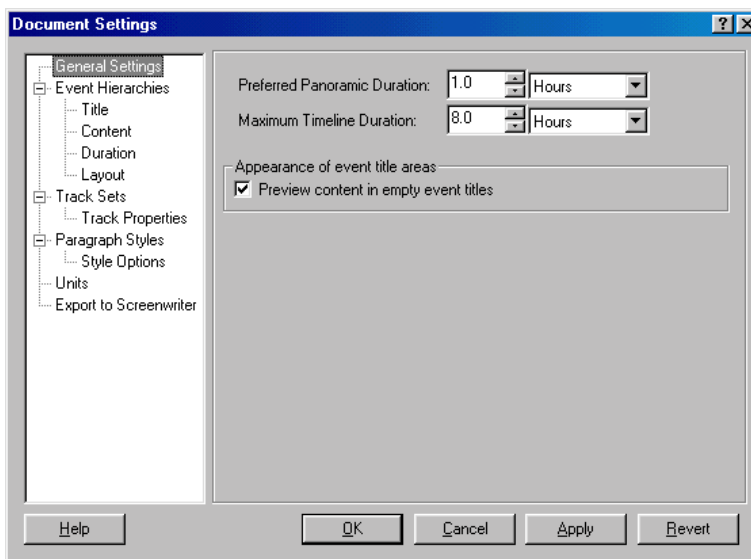 Document Settings
General Settings
Event Hierarchies
Title
Content
Duration
Layout
Track Sets
Track Properties
Paragraph Styles
Style Options
Units
Export to Screenwriter
Preferred Panoramic Duration: 1.0 Hours
Maximum Timeline Duration: 8.0 Hours
Appearance of event title areas
Preview content in empty event titles
Help OK Cancel Apply Revert